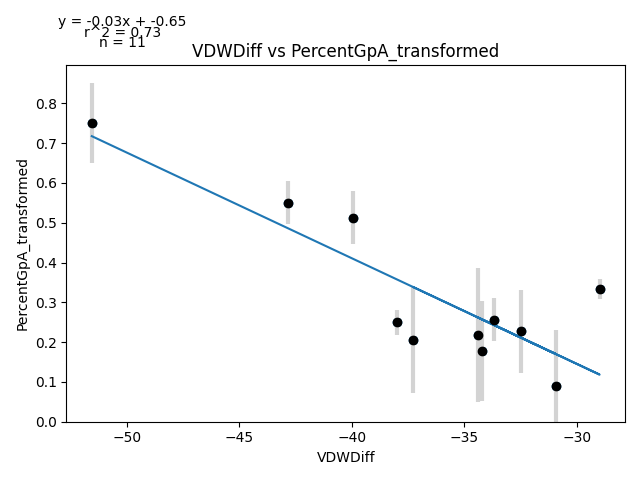 y = -0.03x + -0.65
r^2 = 0.73
n = 11
VDWDiff vs PercentGpA_transformed
PercentGpA_transformed
0.8
0.7
0.6
0.5
0.4
0.3
0.2
0.1
0.0
−50
−45
−40
−35
−30
VDWDiff